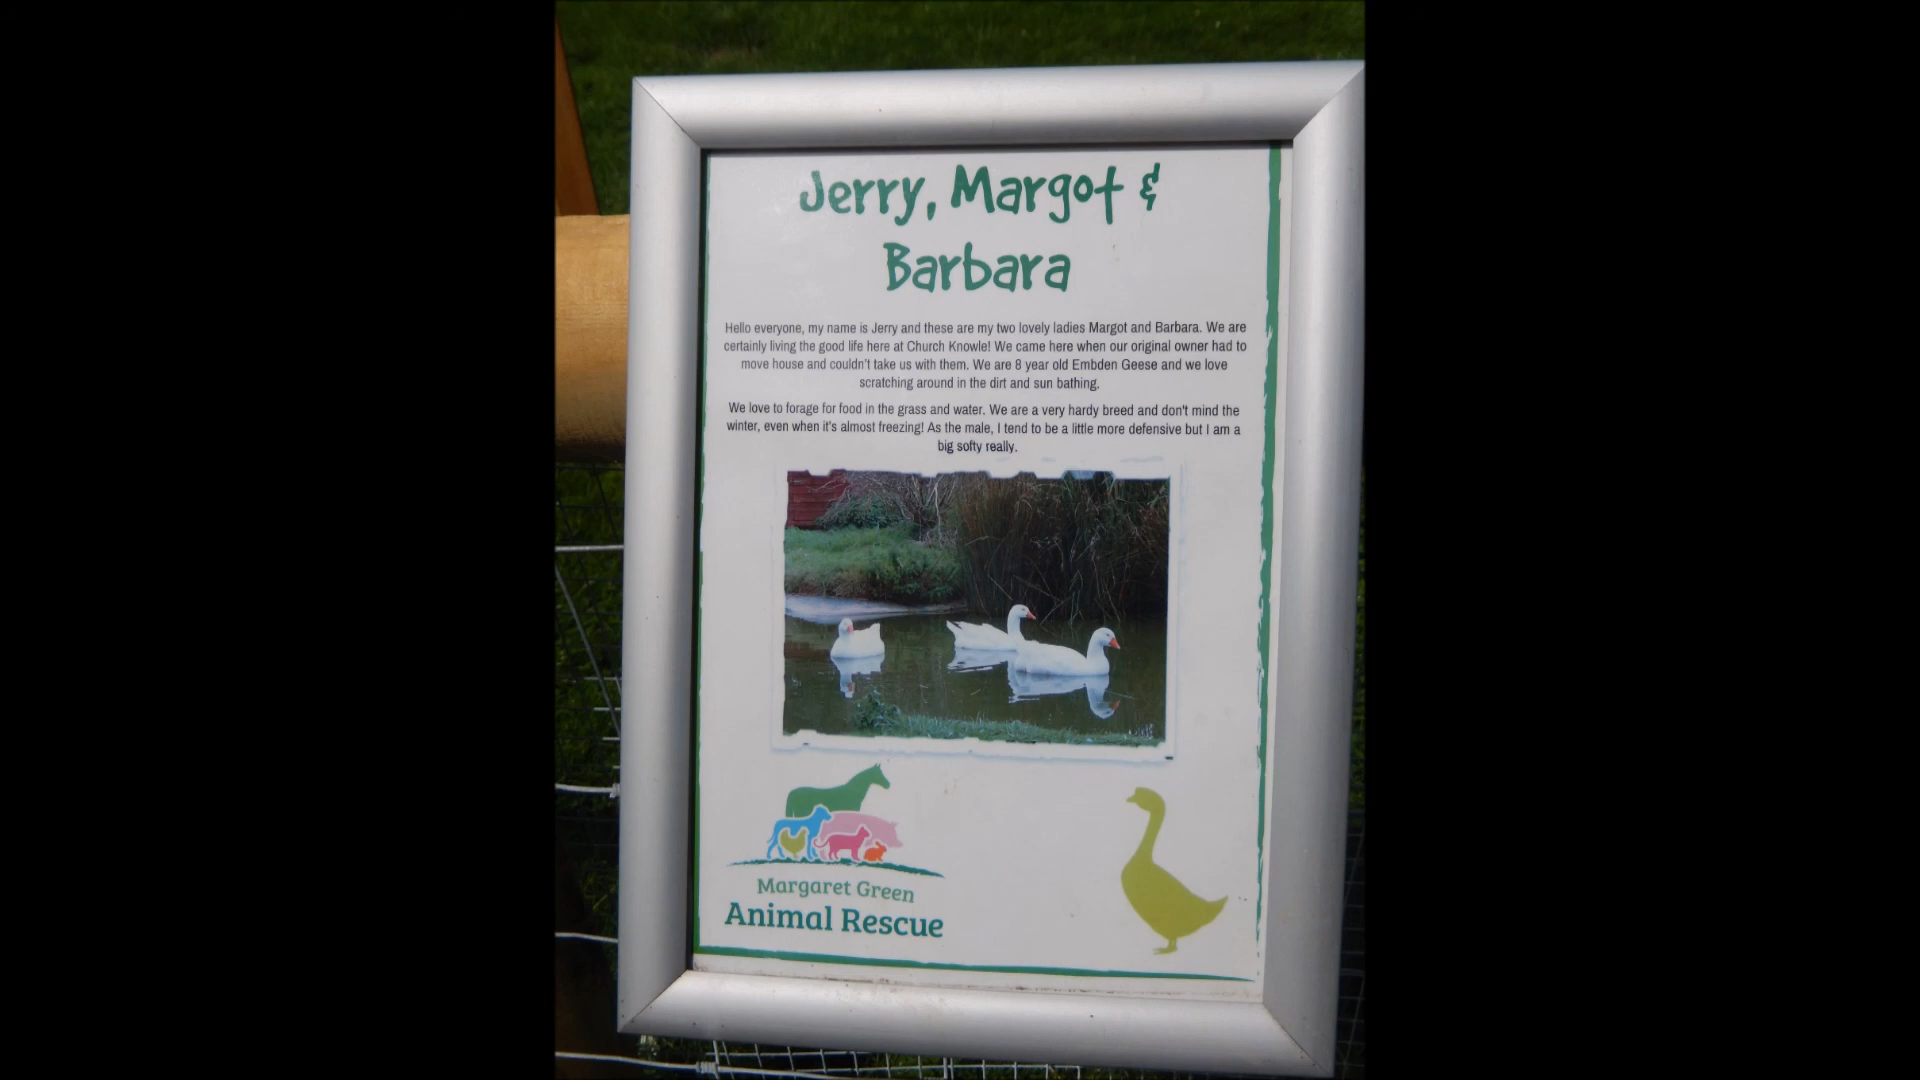 Jerry, Margot &
Barbara
Hello everyone, my name is Jerry and these are my two lovely ladies Margot and Barbara. We are
certainly living the good life here at Church Knowle! We came here when our original owner had to
move house and couldn't take us with them. We are 8 year old Embden Geese and we love
scratching around in the dirt and sun bathing.
We love to forage for food in the grass and water. We are a very hardy breed and don't mind the
winter, even when it's almost freezing! As the male, I tend to be a little more defensive but I am a
big softy really.
Margaret Green
Animal Rescue